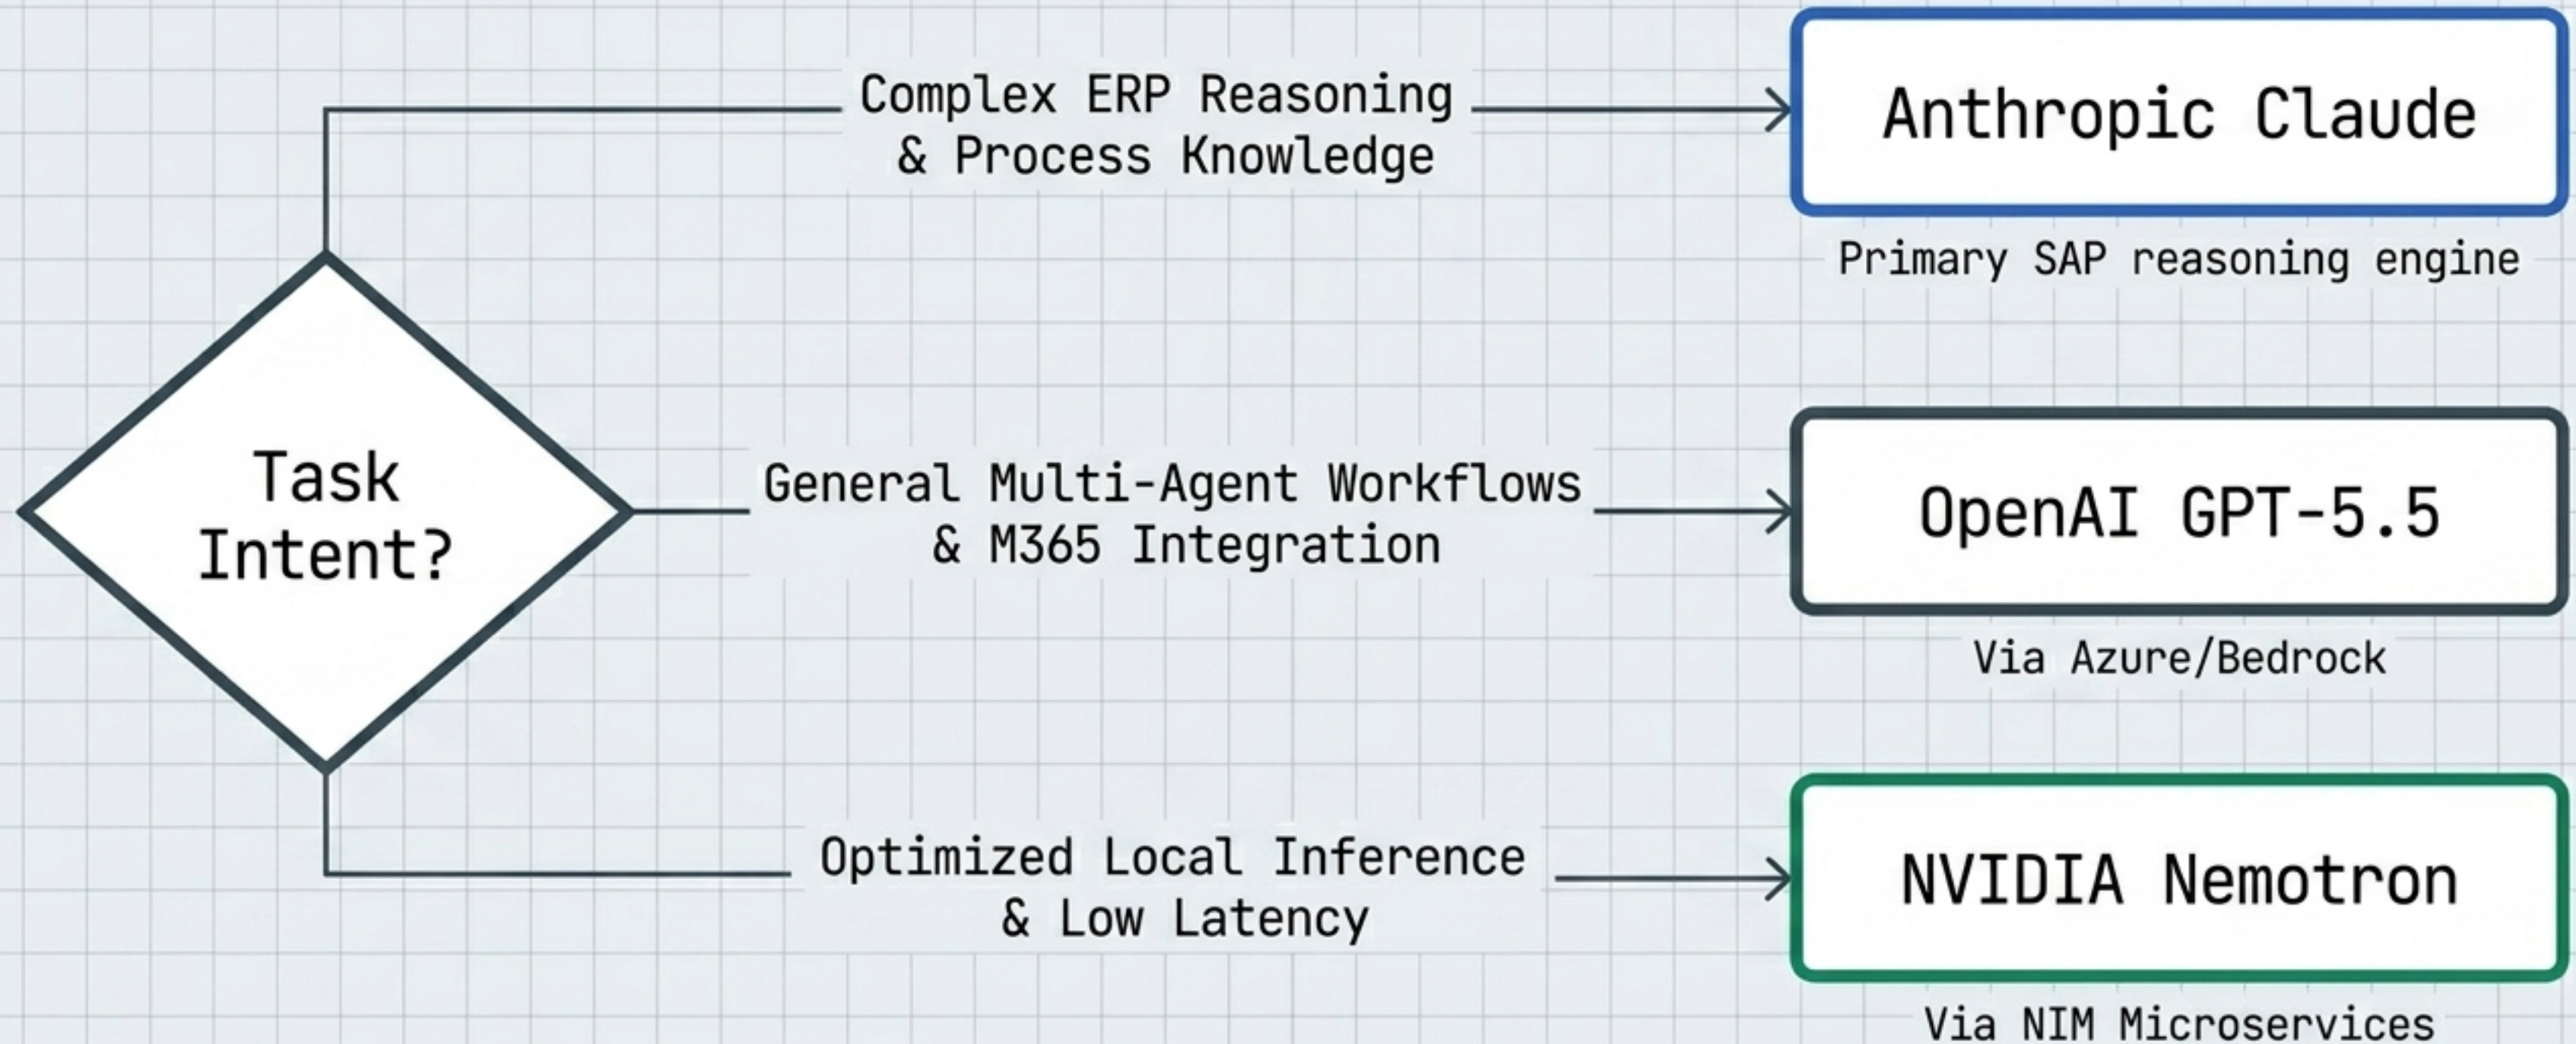 Complex ERP Reasoning
& Process Knowledge
Anthropic Claude
Primary SAP reasoning engine
Task
Intent?
General Multi-Agent Workflows
& M365 Integration
OpenAI GPT-5.5
Via Azure/Bedrock
Optimized Local Inference
& Low Latency
NVIDIA Nemotron
Via NIM Microservices